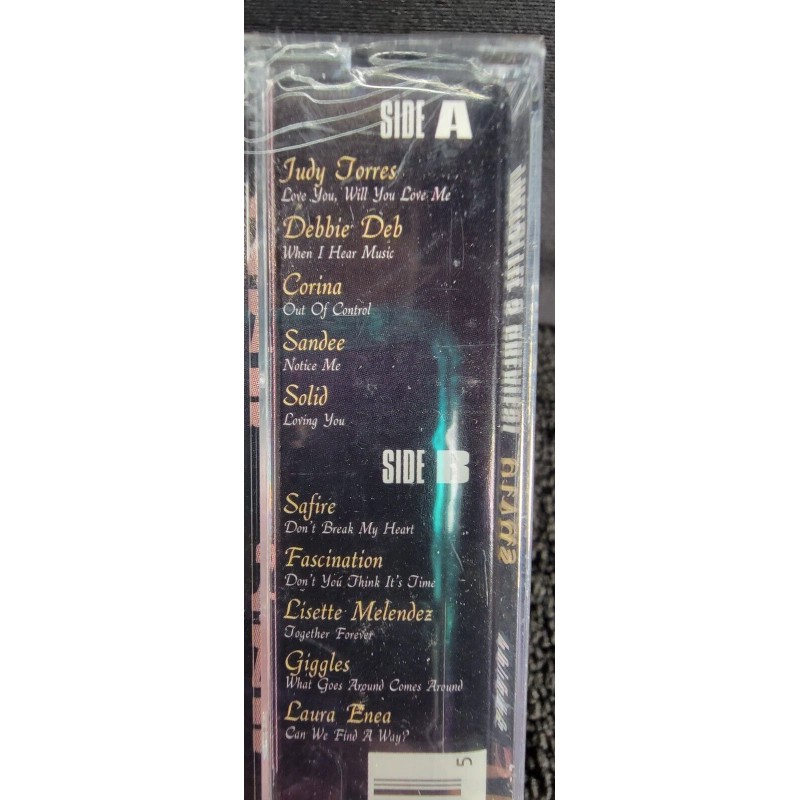 SIDE A
Judy Torres
Love You, Will You Love Me
Debbie Deb
When I Hear Music
Corina
Out Of Control
Sandee
Notice Me
Solid
Loving You
SIDE B
Safire
Don't Break My Heart
Fascination
Don't You Think It's Time
Lisette Melendez
Together Forever
Giggles
What Goes Around Comes Around
Laura Enea
Can We Find A Way?
5